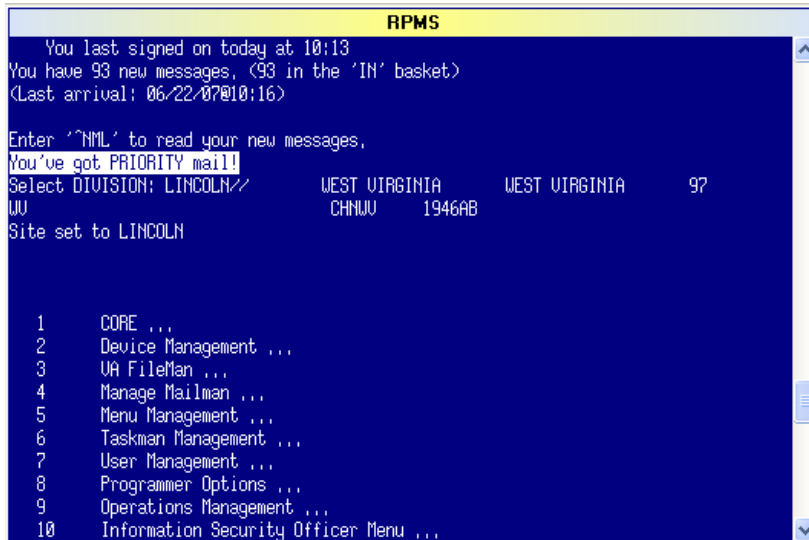 RPMS
You last signed on today at 10:13
You have 93 new messages. (93 in the 'IN' basket)
(Last arrival: 06/22/07@10:16)
Enter '^NML' to read your new messages.
You've got PRIORITY mail!
Select DIVISION: LINCOLN// WEST VIRGINIA WEST VIRGINIA 97
WV CHNWV 1946AB
Site set to LINCOLN
1 CORE ...
2 Device Management ...
3 VA FileMan ...
4 Manage Mailman ...
5 Menu Management ...
6 Taskman Management ...
7 User Management ...
8 Programmer Options ...
9 Operations Management ...
10 Information Security Officer Menu ...